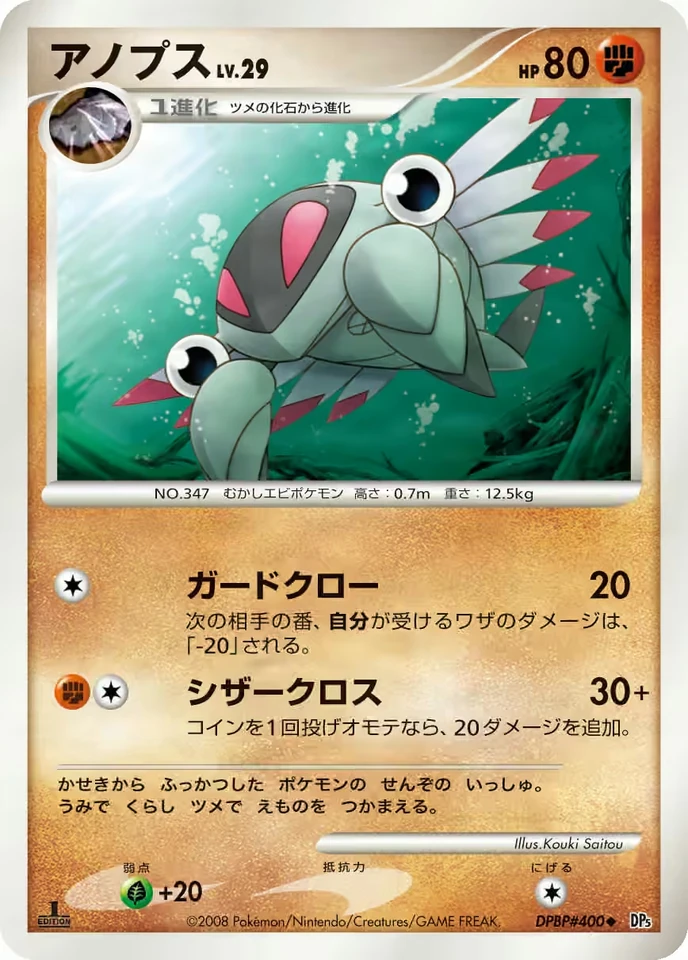 アノプス LV.29
HP 80
1進化 ツメの化石から進化
NO.347 むかしエビポケモン 高さ:0.7m 重さ:12.5kg
ガードクロー 20
次の相手の番、自分が受けるワザのダメージは、
「-20」される。
シザークロス 30+
コインを1回投げオモテなら、20ダメージを追加。
かせきから ふっかつした ポケモンの せんぞの いっしゅ。
うみで くらし ツメで えものを つかまえる。
Illus.Kouki Saitou
弱点 抵抗力 にげる
+20
1 EDITION
©2008 Pokémon/Nintendo/Creatures/GAME FREAK.
DPBP#400◆ DP5